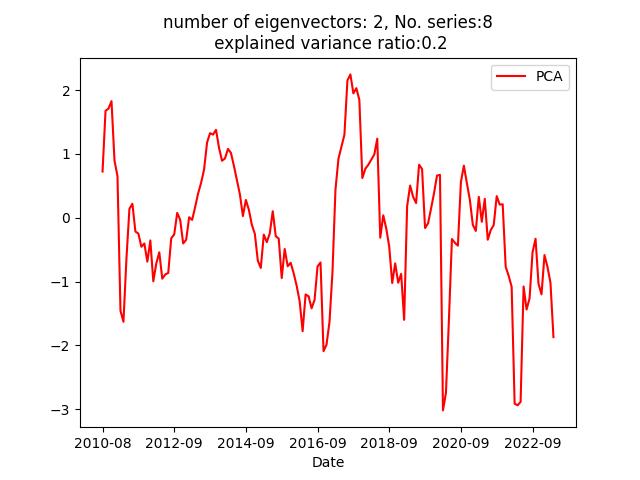 number of eigenvectors: 2, No. series:8
explained variance ratio:0.2
PCA
2
1
0
−1
−2
−3
2010-08 2012-09 2014-09 2016-09 2018-09 2020-09 2022-09
Date